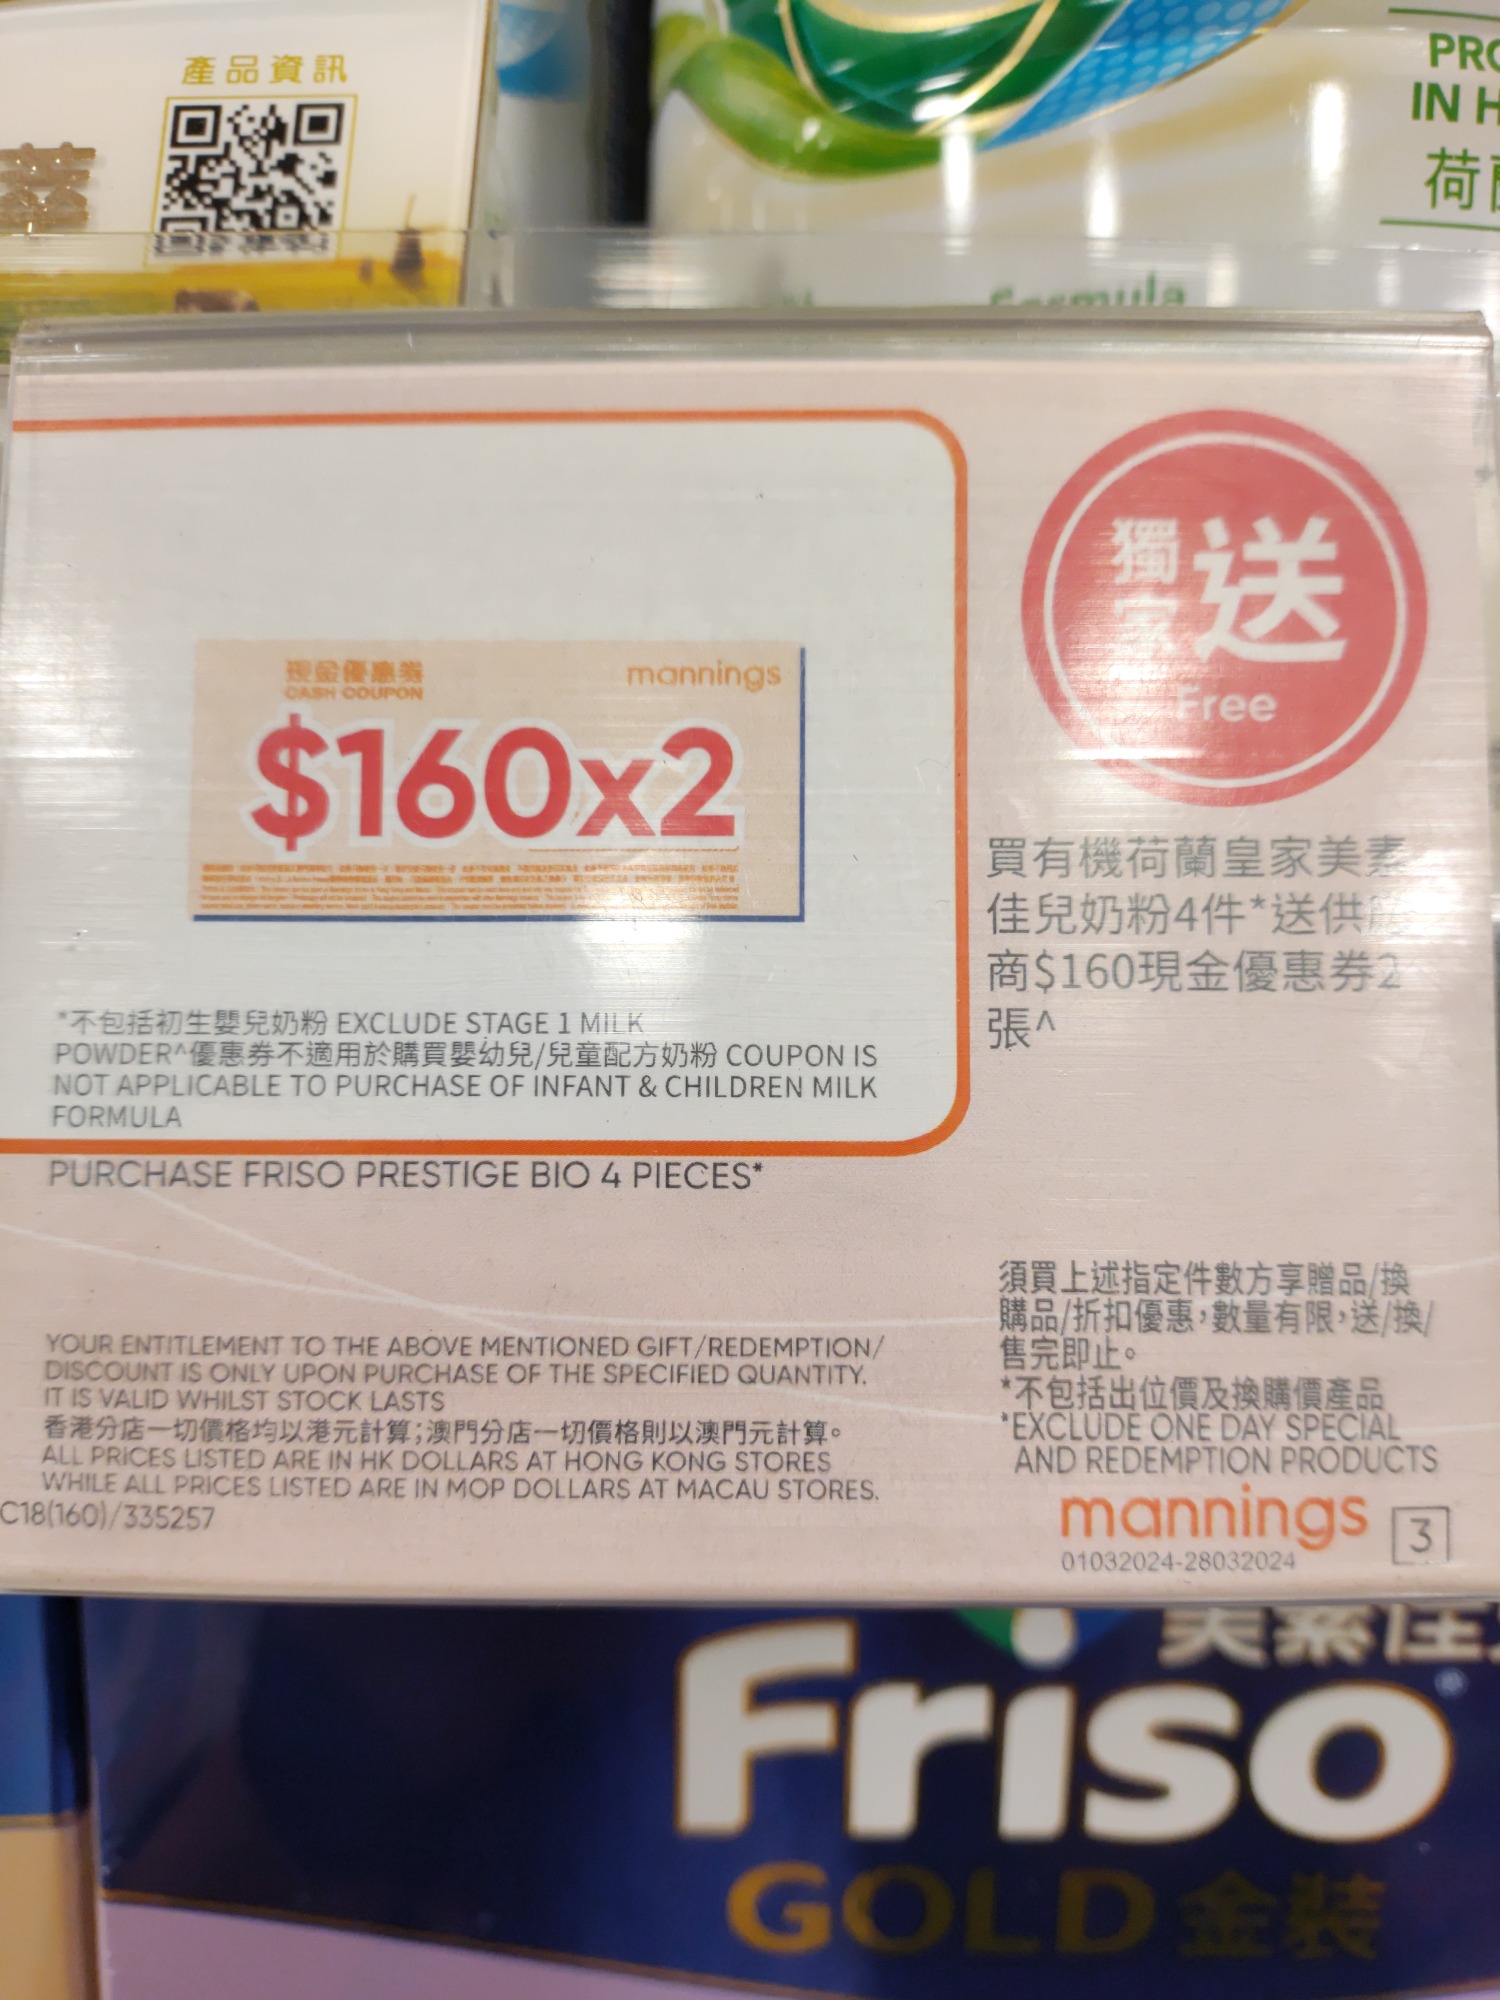 產品資訊
PRO
IN H
荷
Formula
獨家
送
Free
現金優惠券
CASH COUPON
mannings
$160x2
買有機荷蘭皇家美素
佳兒奶粉4件*送供應
商$160現金優惠券2
張^
*不包括初生嬰兒奶粉 EXCLUDE STAGE 1 MILK
POWDER^優惠券不適用於購買嬰幼兒/兒童配方奶粉 COUPON IS
NOT APPLICABLE TO PURCHASE OF INFANT & CHILDREN MILK
FORMULA
PURCHASE FRISO PRESTIGE BIO 4 PIECES*
YOUR ENTITLEMENT TO THE ABOVE MENTIONED GIFT/REDEMPTION/
DISCOUNT IS ONLY UPON PURCHASE OF THE SPECIFIED QUANTITY.
IT IS VALID WHILST STOCK LASTS
香港分店一切價格均以港元計算;澳門分店一切價格則以澳門元計算。
ALL PRICES LISTED ARE IN HK DOLLARS AT HONG KONG STORES
WHILE ALL PRICES LISTED ARE IN MOP DOLLARS AT MACAU STORES.
C18(160)/335257
須買上述指定件數方享贈品/換
購品/折扣優惠,數量有限,送/換/
售完即止。
*不包括出位價及換購價產品
*EXCLUDE ONE DAY SPECIAL
AND REDEMPTION PRODUCTS
mannings 3
01032024-28032024
美素佳
Friso
GOLD 金裝